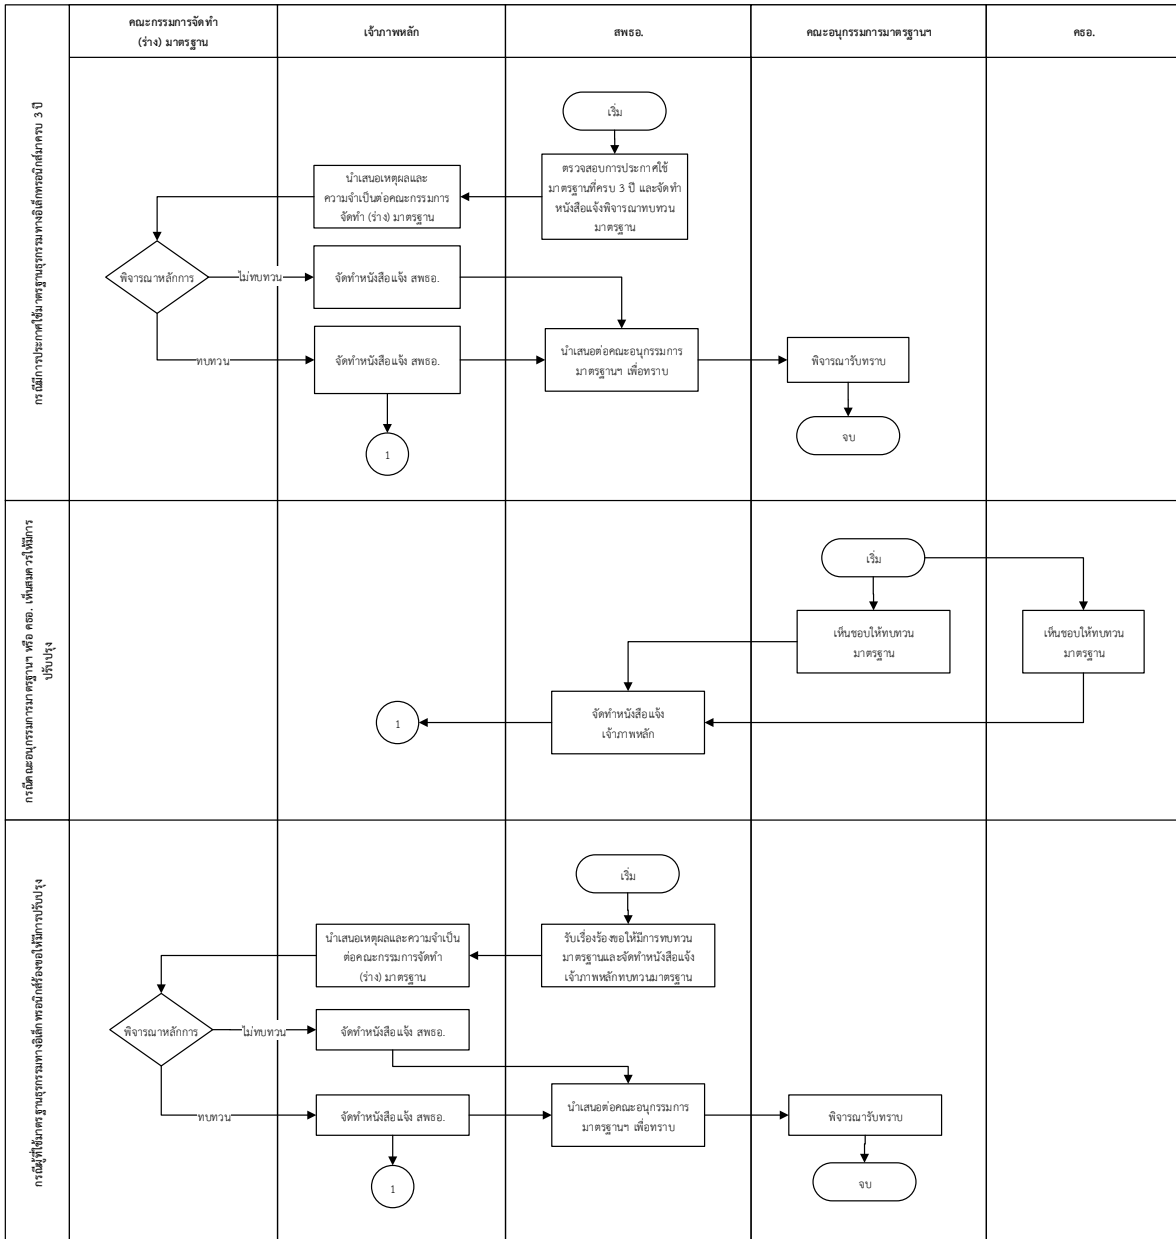 คณะกรรมการจัดทำ
(ร่าง) มาตรฐาน
เจ้าภาพหลัก
สพธอ.
คณะอนุกรรมการมาตรฐานฯ
คธอ.
กรณีมีการประกาศใช้มาตรฐานธุรกรรมทางอิเล็กทรอนิกส์มาครบ 3 ปี
เริ่ม
ตรวจสอบการประกาศใช้
มาตรฐานที่ครบ 3 ปี และจัดทำ
หนังสือแจ้งพิจารณาทบทวน
มาตรฐาน
นำเสนอเหตุผลและ
ความจำเป็นต่อคณะกรรมการ
จัดทำ (ร่าง) มาตรฐาน
พิจารณาหลักการ
ไม่ทบทวน
จัดทำหนังสือแจ้ง สพธอ.
ทบทวน
จัดทำหนังสือแจ้ง สพธอ.
นำเสนอต่อคณะอนุกรรมการ
มาตรฐานฯ เพื่อทราบ
พิจารณารับทราบ
จบ
1
กรณีคณะอนุกรรมการมาตรฐานฯ หรือ คธอ. เห็นสมควรให้มีการ
ปรับปรุง
เริ่ม
เห็นชอบให้ทบทวน
มาตรฐาน
เห็นชอบให้ทบทวน
มาตรฐาน
จัดทำหนังสือแจ้ง
เจ้าภาพหลัก
1
กรณีผู้ที่ใช้มาตรฐานธุรกรรมทางอิเล็กทรอนิกส์ร้องขอให้มีการปรับปรุง
เริ่ม
รับเรื่องร้องขอให้มีการทบทวน
มาตรฐานและจัดทำหนังสือแจ้ง
เจ้าภาพหลักทบทวนมาตรฐาน
นำเสนอเหตุผลและความจำเป็น
ต่อคณะกรรมการจัดทำ
(ร่าง) มาตรฐาน
พิจารณาหลักการ
ไม่ทบทวน
จัดทำหนังสือแจ้ง สพธอ.
ทบทวน
จัดทำหนังสือแจ้ง สพธอ.
นำเสนอต่อคณะอนุกรรมการ
มาตรฐานฯ เพื่อทราบ
พิจารณารับทราบ
จบ
1